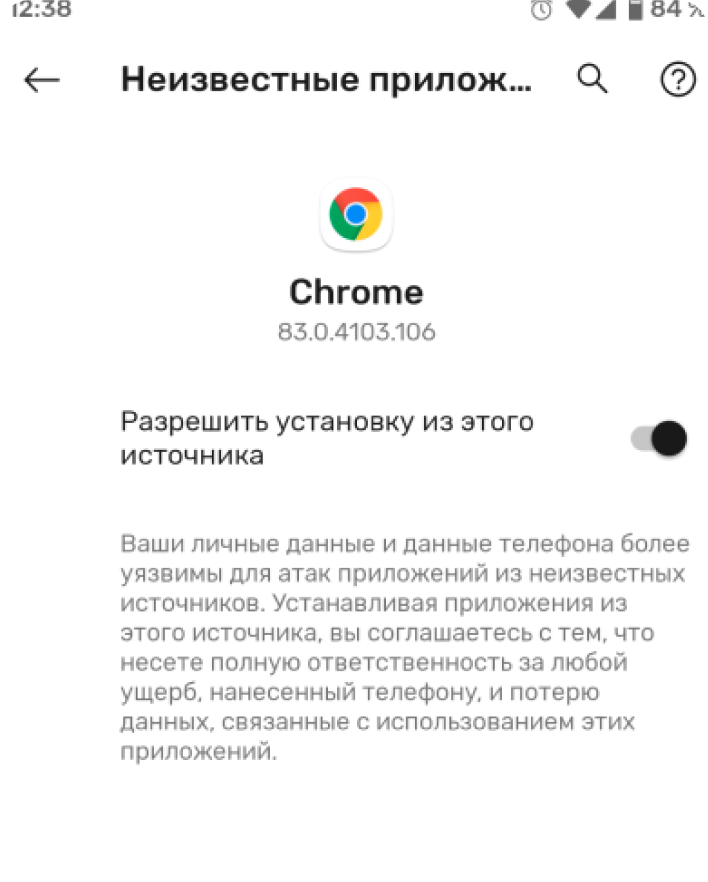 12:38
84
Неизвестные прилож...
Chrome
83.0.4103.106
Разрешить установку из этого
источника
Ваши личные данные и данные телефона более
уязвимы для атак приложений из неизвестных
источников. Устанавливая приложения из
этого источника, вы соглашаетесь с тем, что
несете полную ответственность за любой
ущерб, нанесенный телефону, и потерю
данных, связанные с использованием этих
приложений.